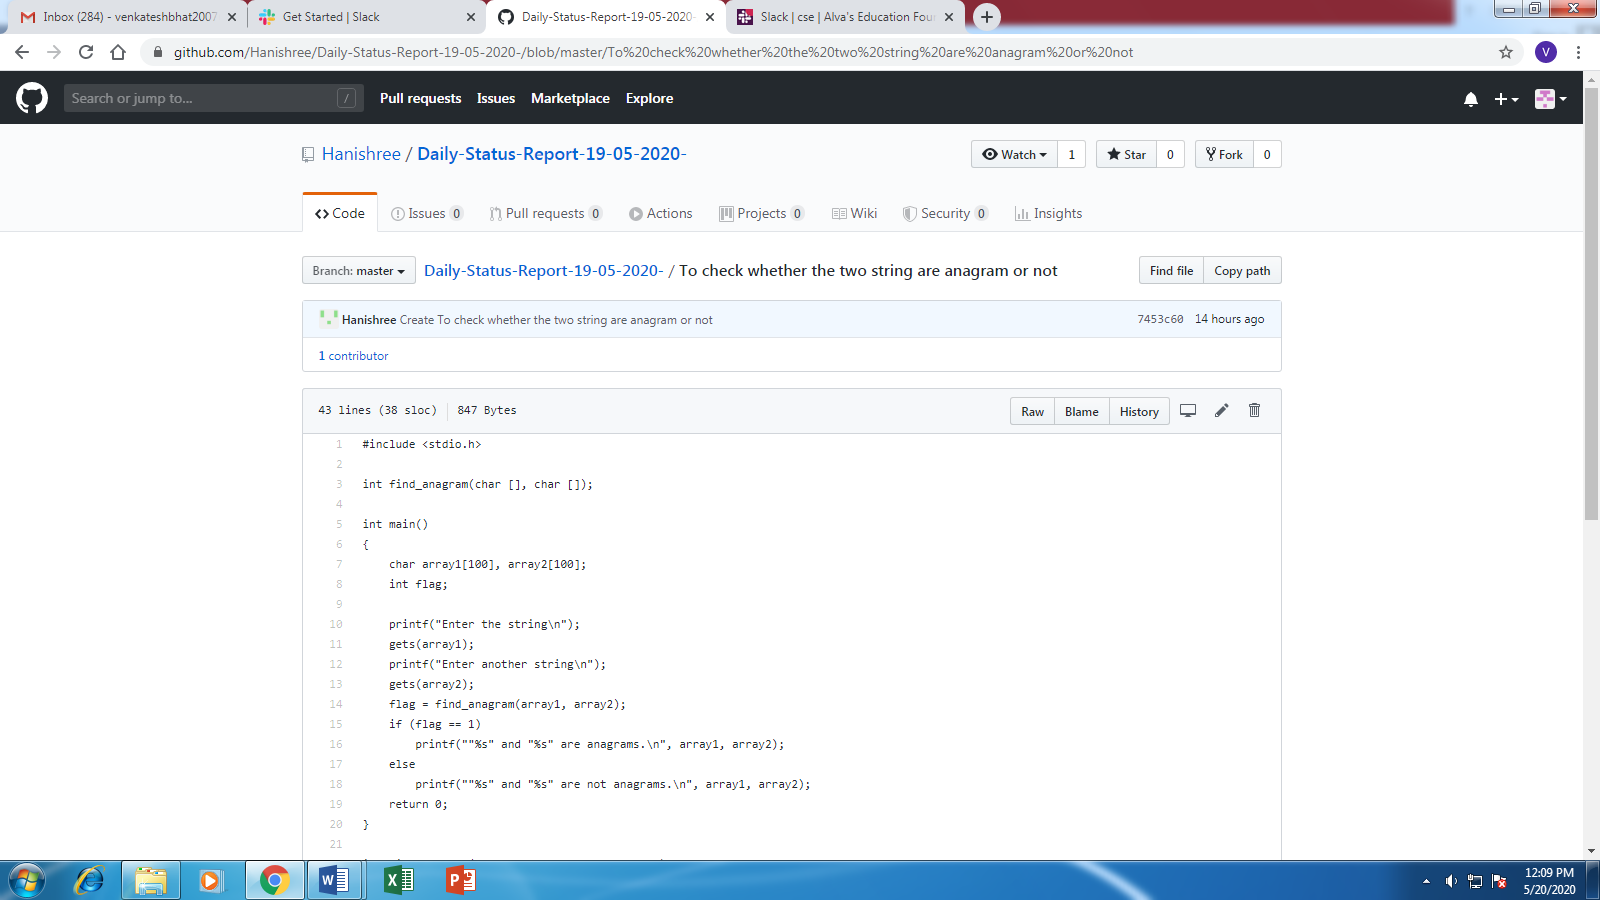 Inbox (284) - venkateshbhat2007
Get Started | Slack
Daily-Status-Report-19-05-2020-
Slack | cse | Alva's Education Four
github.com/Hanishree/Daily-Status-Report-19-05-2020-/blob/master/To%20check%20whether%20the%20two%20string%20are%20anagram%20or%20not
V
Search or jump to...
/
Pull requests
Issues
Marketplace
Explore
Hanishree / Daily-Status-Report-19-05-2020-
Watch 1
Star 0
Fork 0
Code
Issues 0
Pull requests 0
Actions
Projects 0
Wiki
Security 0
Insights
Branch: master
Daily-Status-Report-19-05-2020- / To check whether the two string are anagram or not
Find file
Copy path
Hanishree Create To check whether the two string are anagram or not
7453c60 14 hours ago
1 contributor
43 lines (38 sloc) 847 Bytes
Raw
Blame
History
1 #include <stdio.h>
2
3 int find_anagram(char [], char []);
4
5 int main()
6 {
7 char array1[100], array2[100];
8 int flag;
9
10 printf("Enter the string\n");
11 gets(array1);
12 printf("Enter another string\n");
13 gets(array2);
14 flag = find_anagram(array1, array2);
15 if (flag == 1)
16 printf(""%s" and "%s" are anagrams.\n", array1, array2);
17 else
18 printf(""%s" and "%s" are not anagrams.\n", array1, array2);
19 return 0;
20 }
21
12:09 PM
5/20/2020